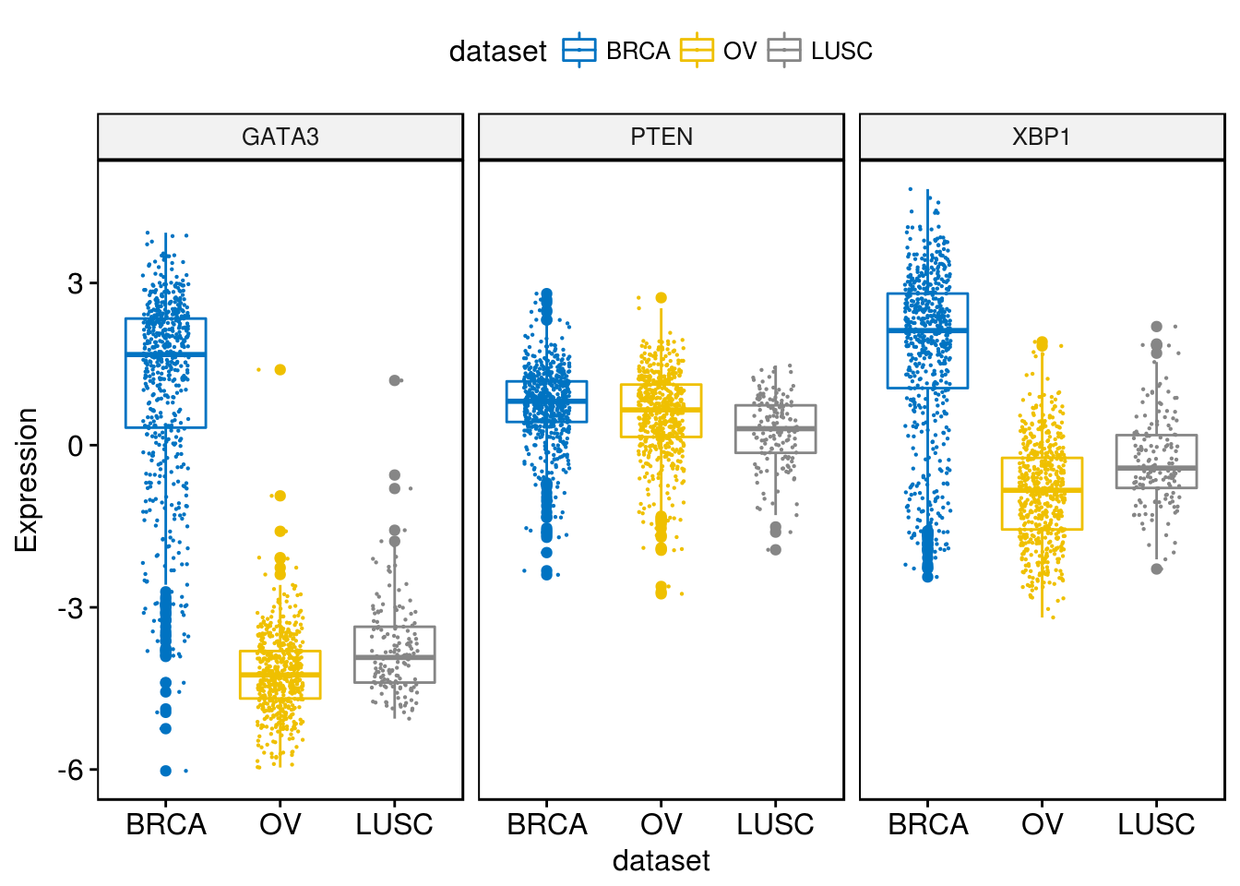 dataset BRCA OV LUSC
GATA3 PTEN XBP1
Expression
3
0
-3
-6
BRCA OV LUSC BRCA OV LUSC BRCA OV LUSC
dataset